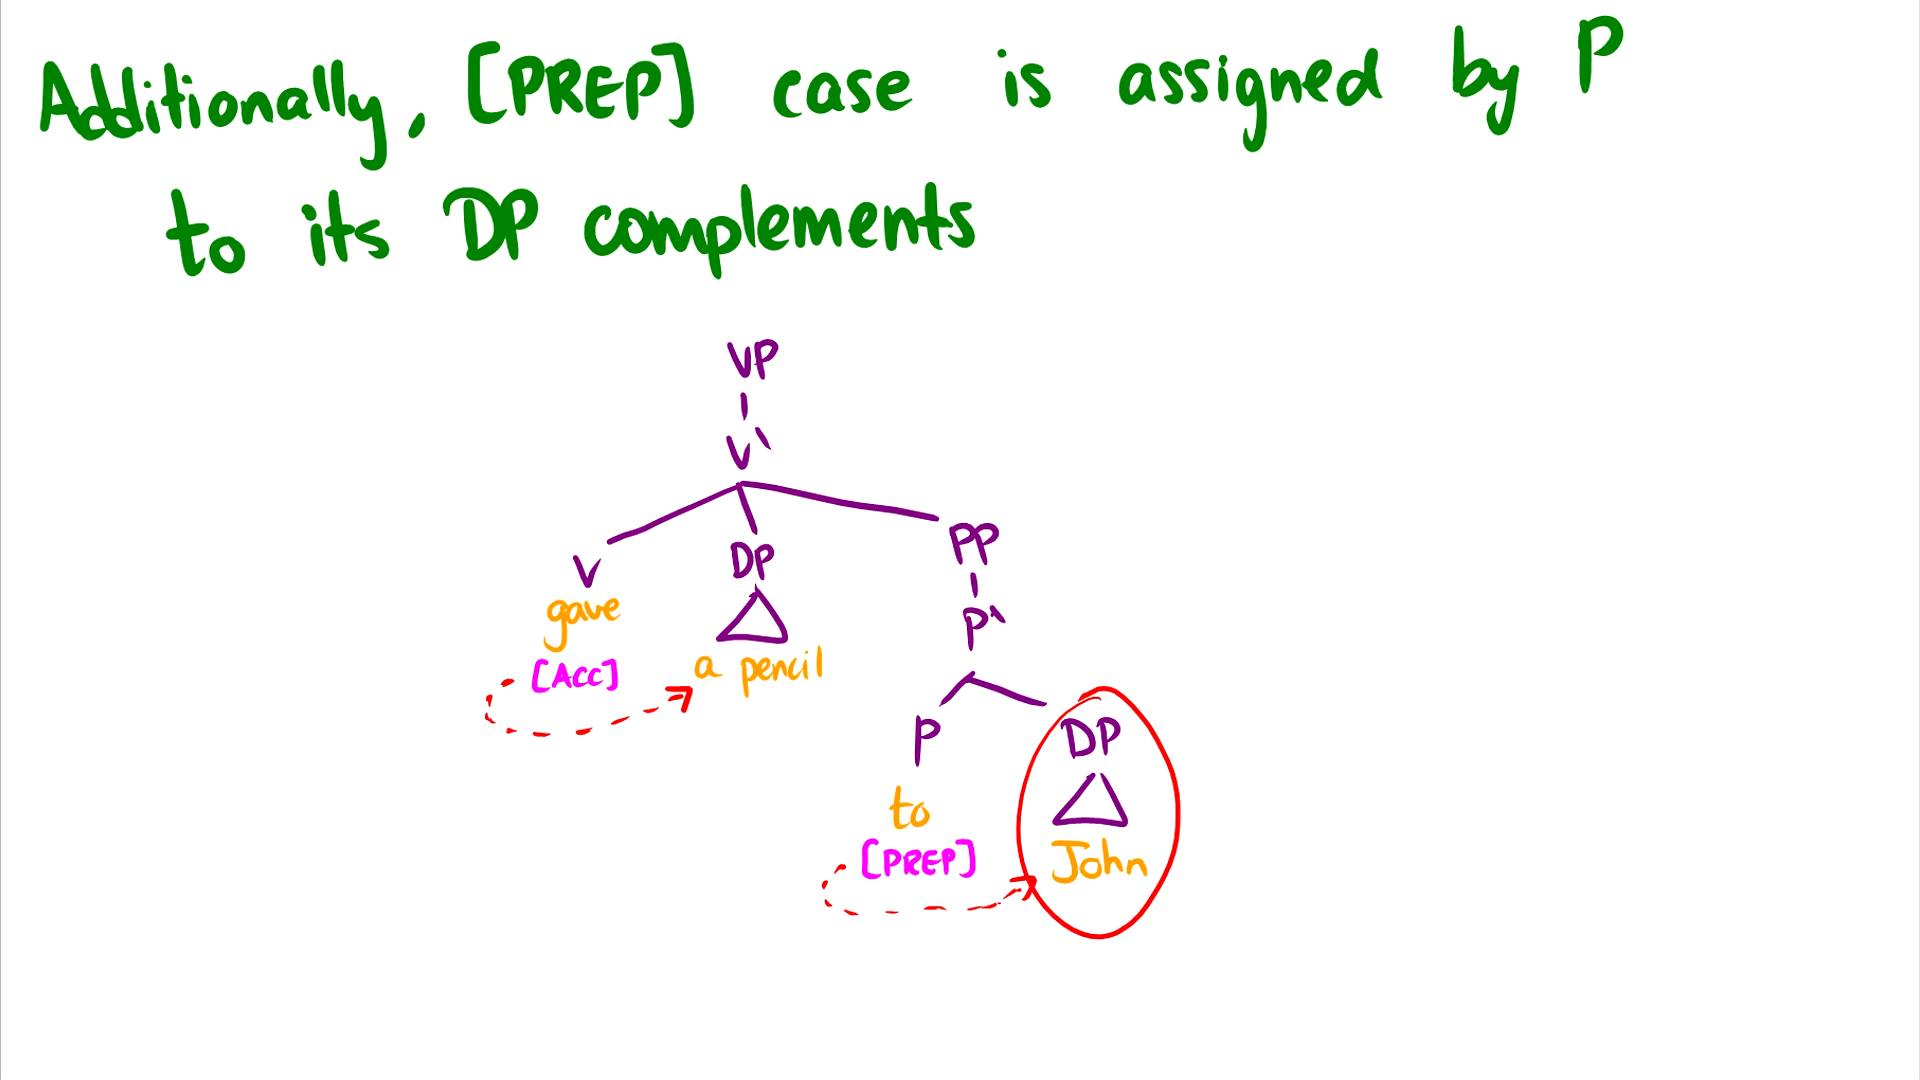 Additionally, [PREP] case is assigned by P
to its DP complements
VP
V'
V DP PP
gave
[ACC]
a pencil
P'
P DP
to
[PREP]
John